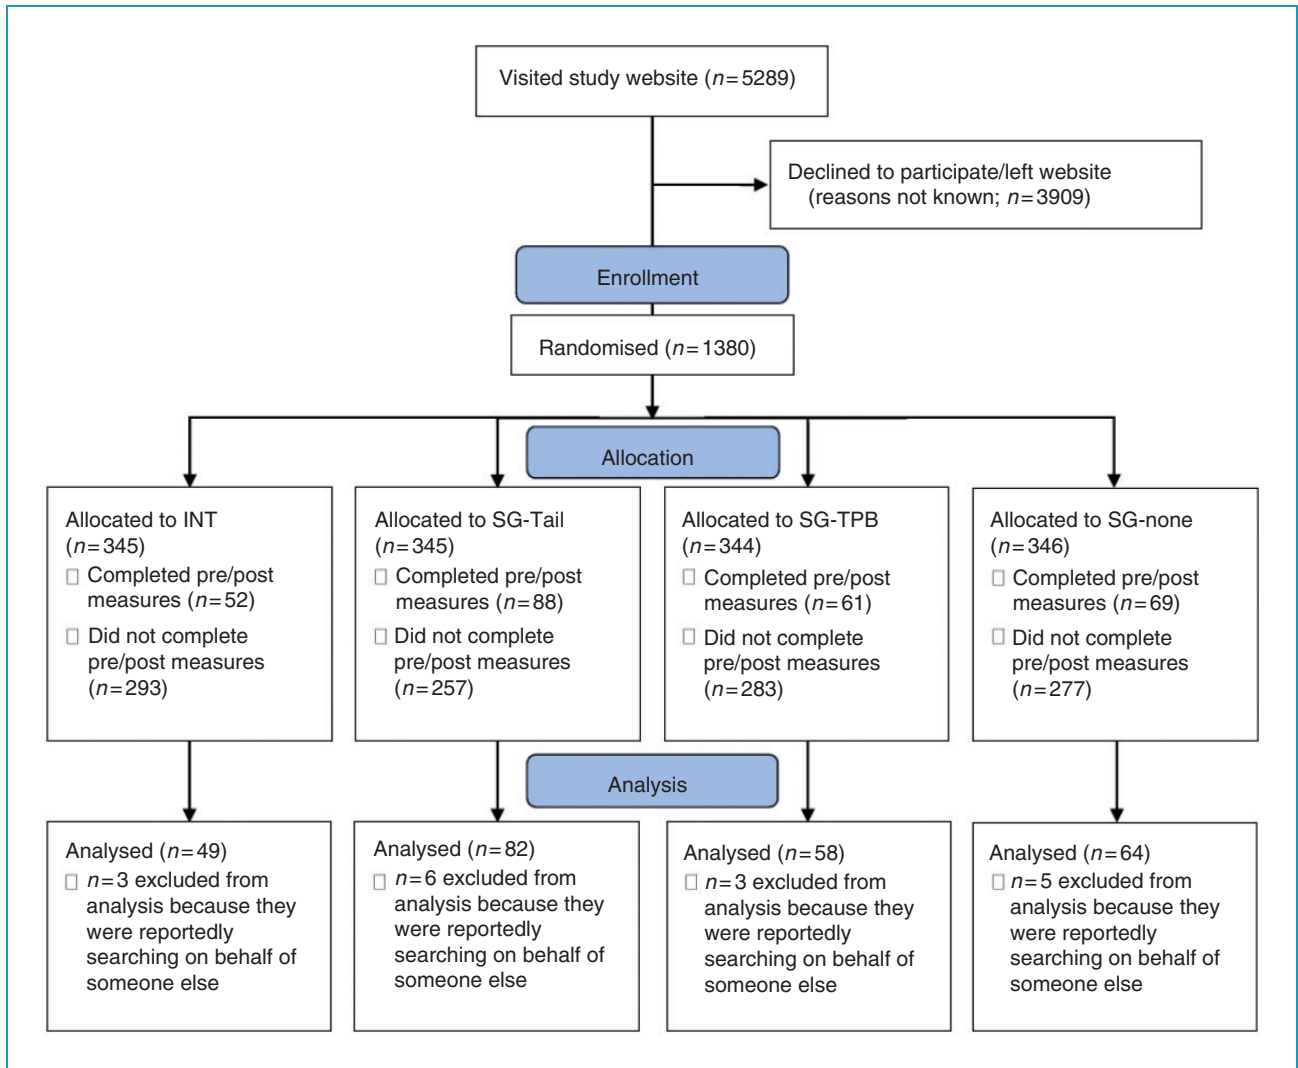 Visited study website (n=5289)
Declined to participate/left website
(reasons not known; n=3909)
Enrollment
Randomised (n=1380)
Allocation
Allocated to INT
(n=345)
Completed pre/post
measures (n=52)
Did not complete
pre/post measures
(n=293)
Allocated to SG-Tail
(n=345)
Completed pre/post
measures (n=88)
Did not complete
pre/post measures
(n=257)
Allocated to SG-TPB
(n=344)
Completed pre/post
measures (n=61)
Did not complete
pre/post measures
(n=283)
Allocated to SG-none
(n=346)
Completed pre/post
measures (n=69)
Did not complete
pre/post measures
(n=277)
Analysis
Analysed (n=49)
n=3 excluded from
analysis because they
were reportedly
searching on behalf of
someone else
Analysed (n=82)
n=6 excluded from
analysis because they
were reportedly
searching on behalf of
someone else
Analysed (n=58)
n=3 excluded from
analysis because they
were reportedly
searching on behalf of
someone else
Analysed (n=64)
n=5 excluded from
analysis because they
were reportedly
searching on behalf of
someone else